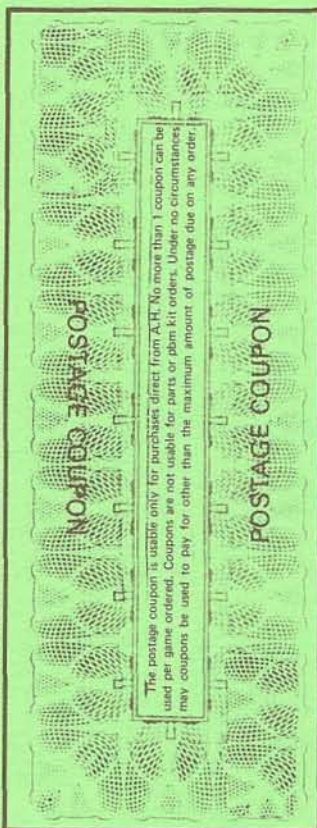 POSTAGE COUPON
The postage coupon is usable only for purchases direct from A.H. No more than 1 coupon can be
used per game ordered. Coupons are not usable for parts or pbm kit orders. Under no circumstances
may coupons be used to pay for other than the maximum amount of postage due on any order.
POSTAGE COUPON